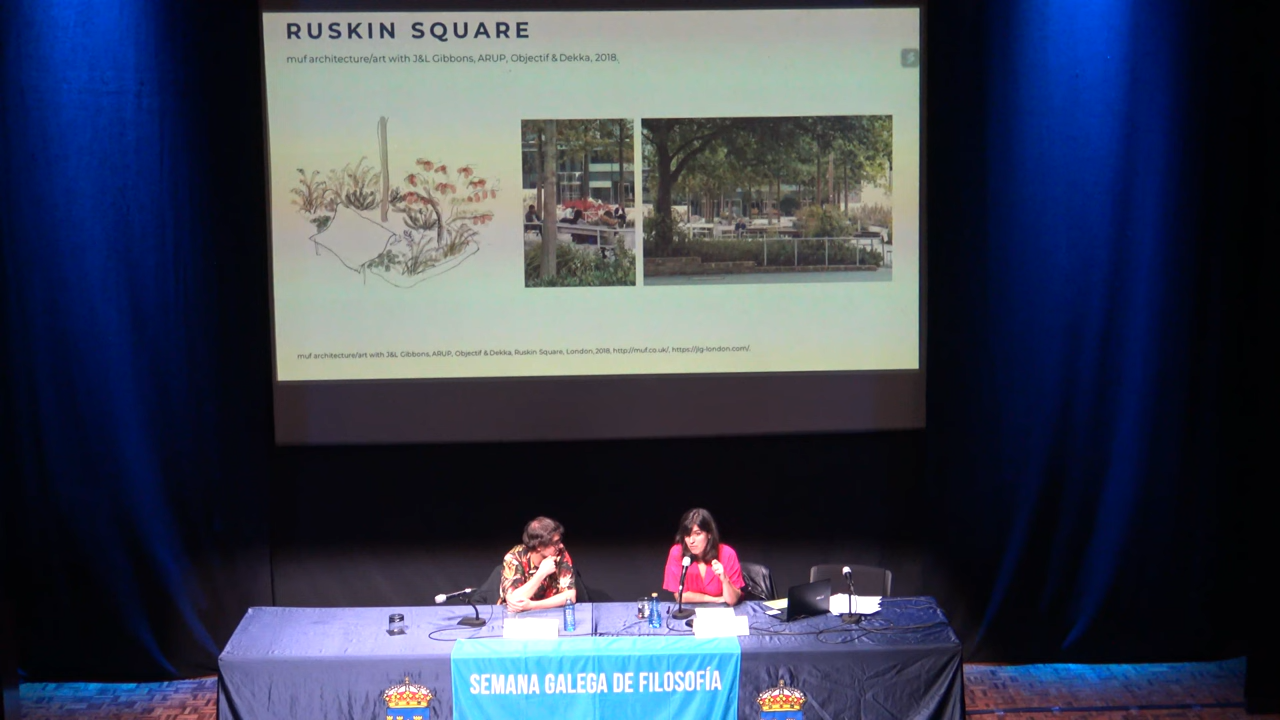 RUSKIN SQUARE
muf architecture/art with J&L Gibbons, ARUP, Objectif & Dekka, 2018.
muf architecture/art with J&L Gibbons, ARUP, Objectif & Dekka, Ruskin Square, London, 2018, http://muf.co.uk/, https://jlg-london.com/.
SEMANA GALEGA DE FILOSOFÍA